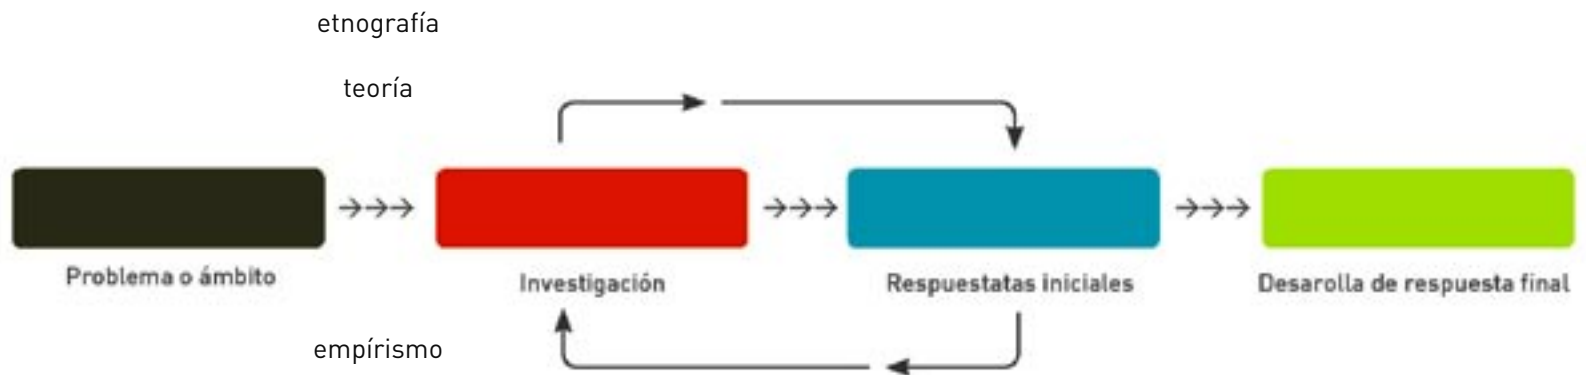 etnografía
teoría
Problema o ámbito
Investigación
Respuestatas iniciales
Desarolla de respuesta final
empírismo